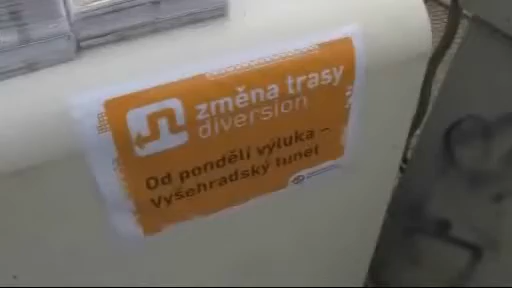 změna trasy
diversion
Od pondělí výluka –
Vyšehradský tunel